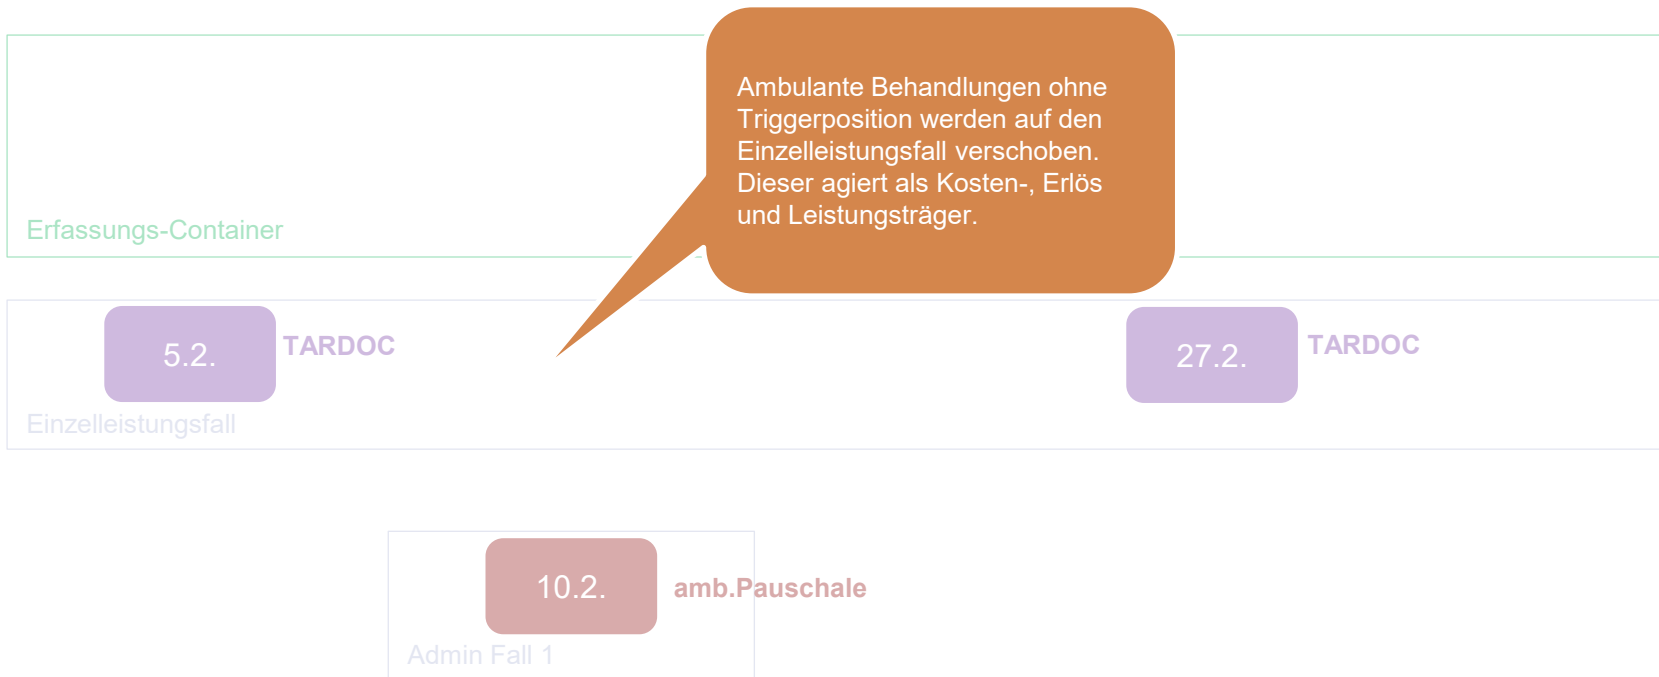 Ambulante Behandlungen ohne
Triggerposition werden auf den
Einzelleistungsfall verschoben.
Dieser agiert als Kosten-, Erlös
und Leistungsträger.
Erfassungs-Container
5.2.
TARDOC
27.2.
TARDOC
Einzelleistungsfall
10.2.
amb.Pauschale
Admin Fall 1